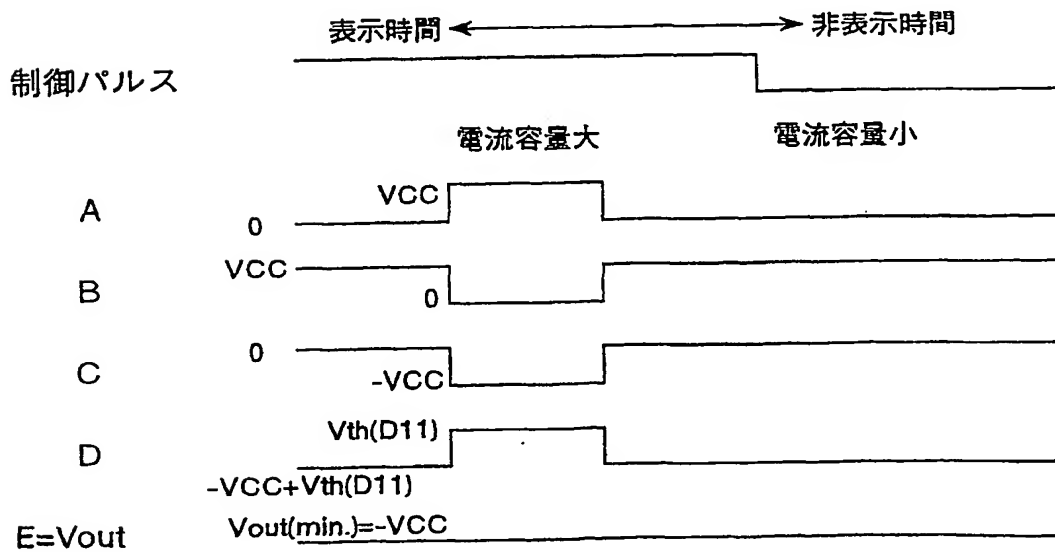 表示時間 非表示時間
制御パルス
電流容量大 電流容量小
A 0 VCC
B VCC 0
C 0 -VCC
D Vth(D11)
-VCC+Vth(D11)
E=Vout Vout(min.)=-VCC